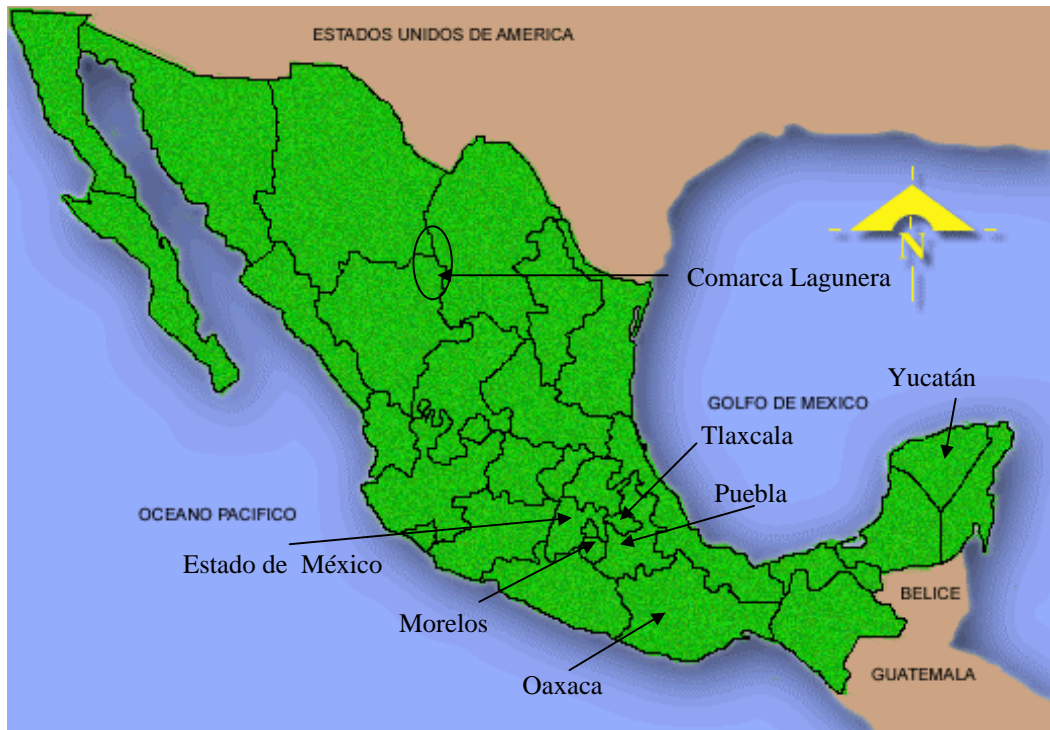 ESTADOS UNIDOS DE AMERICA
N
Comarca Lagunera
Yucatán
GOLFO DE MEXICO
Tlaxcala
Puebla
OCEANO PACIFICO
Estado de México
BELICE
Morelos
GUATEMALA
Oaxaca